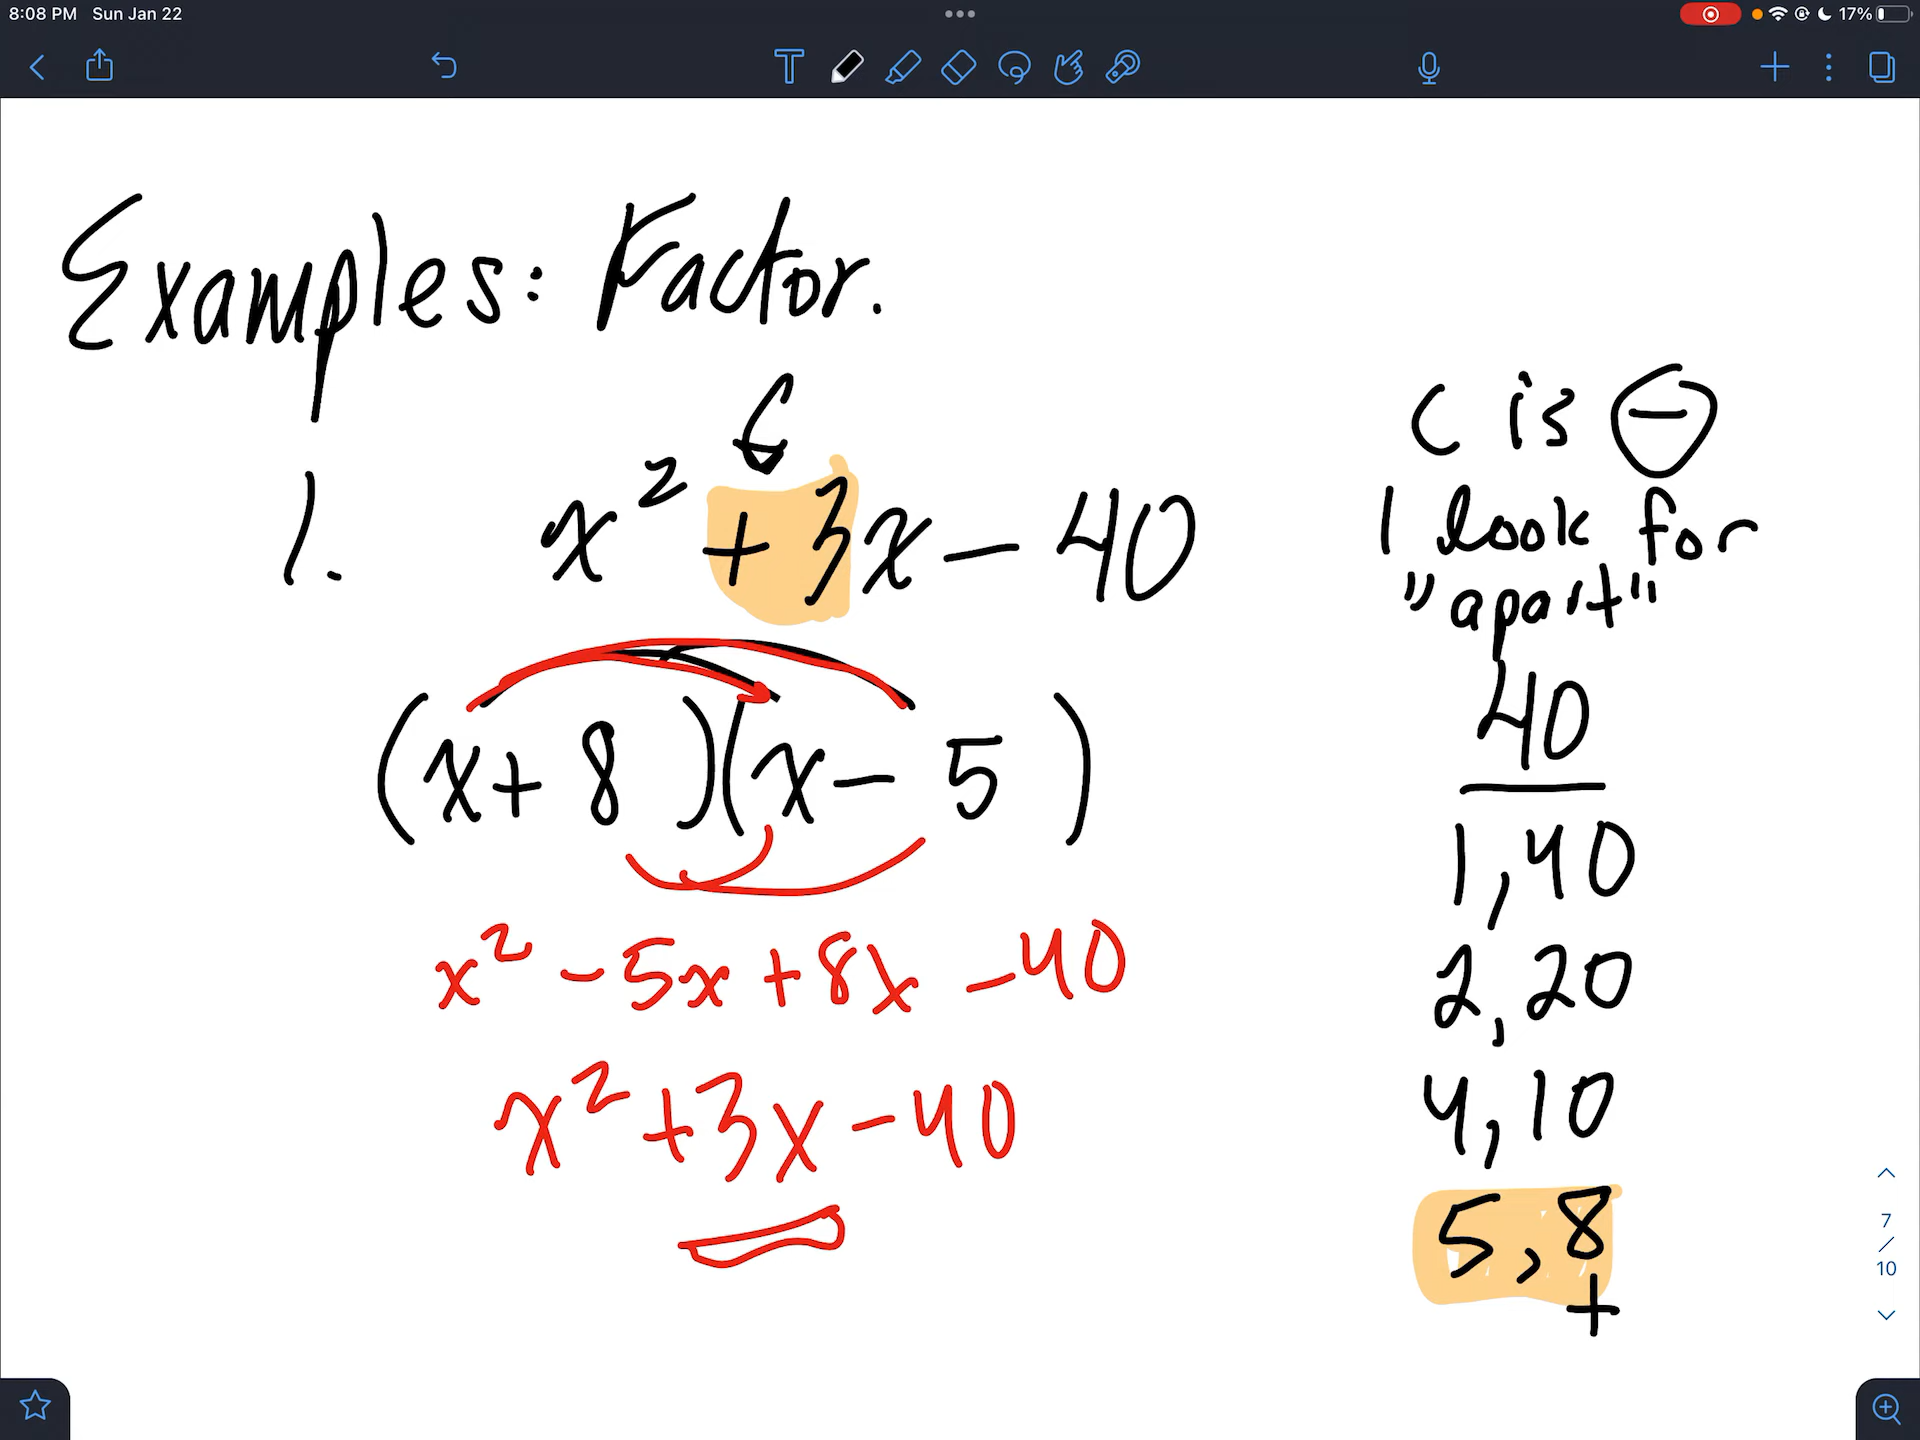 8:08 PM Sun Jan 22
17%
Examples: Factor.
1. x² + 3x - 40
(x + 8)(x - 5)
x² - 5x + 8x - 40
x² + 3x - 40
C is ⊖
I look for
"apart"
40
1, 40
2, 20
4, 10
5, 8
+
7
/
10